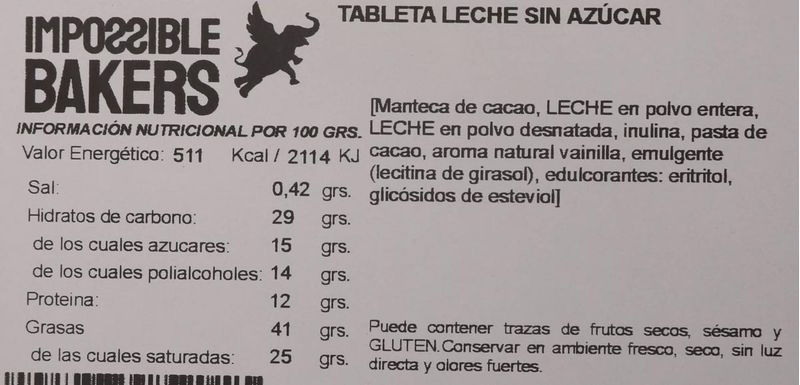 IMPOSSIBLE
BAKERS
TABLETA LECHE SIN AZÚCAR
INFORMACIÓN NUTRICIONAL POR 100 GRS.
Valor Energético: 511 Kcal / 2114 KJ
Sal: 0,42 grs.
Hidratos de carbono: 29 grs.
de los cuales azucares: 15 grs.
de los cuales polialcoholes: 14 grs.
Proteina: 12 grs.
Grasas 41 grs.
de las cuales saturadas: 25 grs.
[Manteca de cacao, LECHE en polvo entera,
LECHE en polvo desnatada, inulina, pasta de
cacao, aroma natural vainilla, emulgente
(lecitina de girasol), edulcorantes: eritritol,
glicósidos de esteviol]
Puede contener trazas de frutos secos, sésamo y
GLUTEN.Conservar en ambiente fresco, seco, sin luz
directa y olores fuertes.